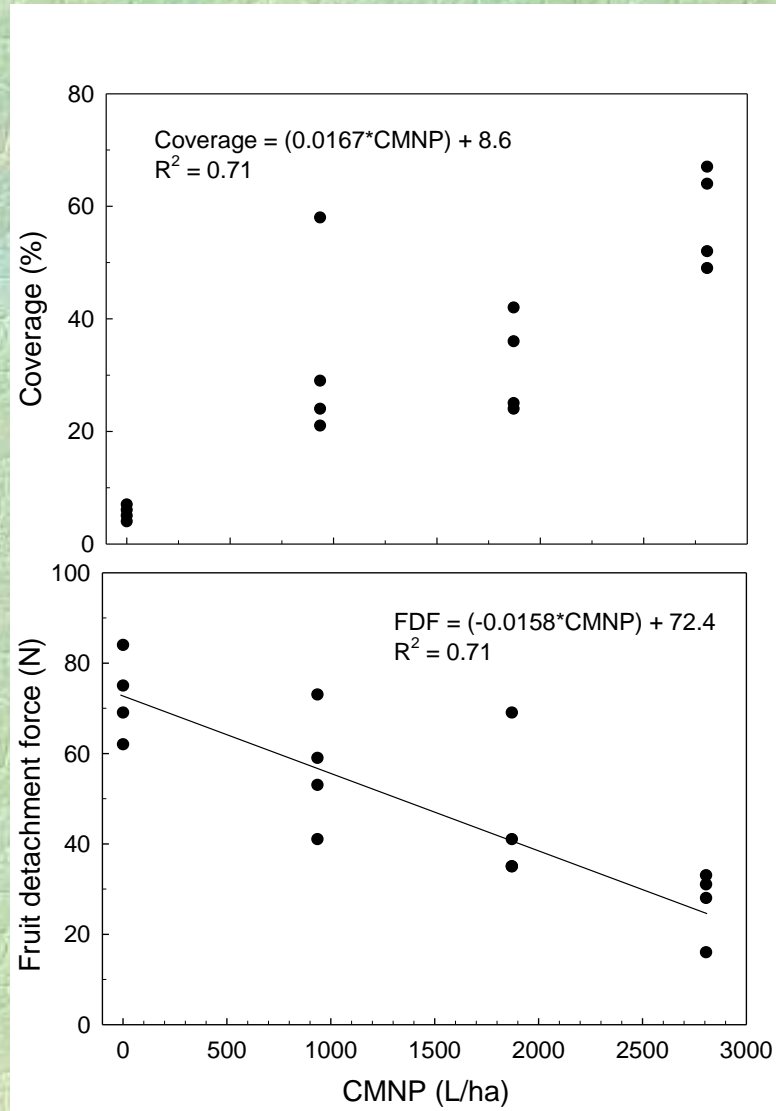 80
Coverage = (0.0167*CMNP) + 8.6
R² = 0.71
60
40
20
0
Coverage (%)
100
FDF = (-0.0158*CMNP) + 72.4
R² = 0.71
80
60
40
20
0
Fruit detachment force (N)
0 500 1000 1500 2000 2500 3000
CMNP (L/ha)